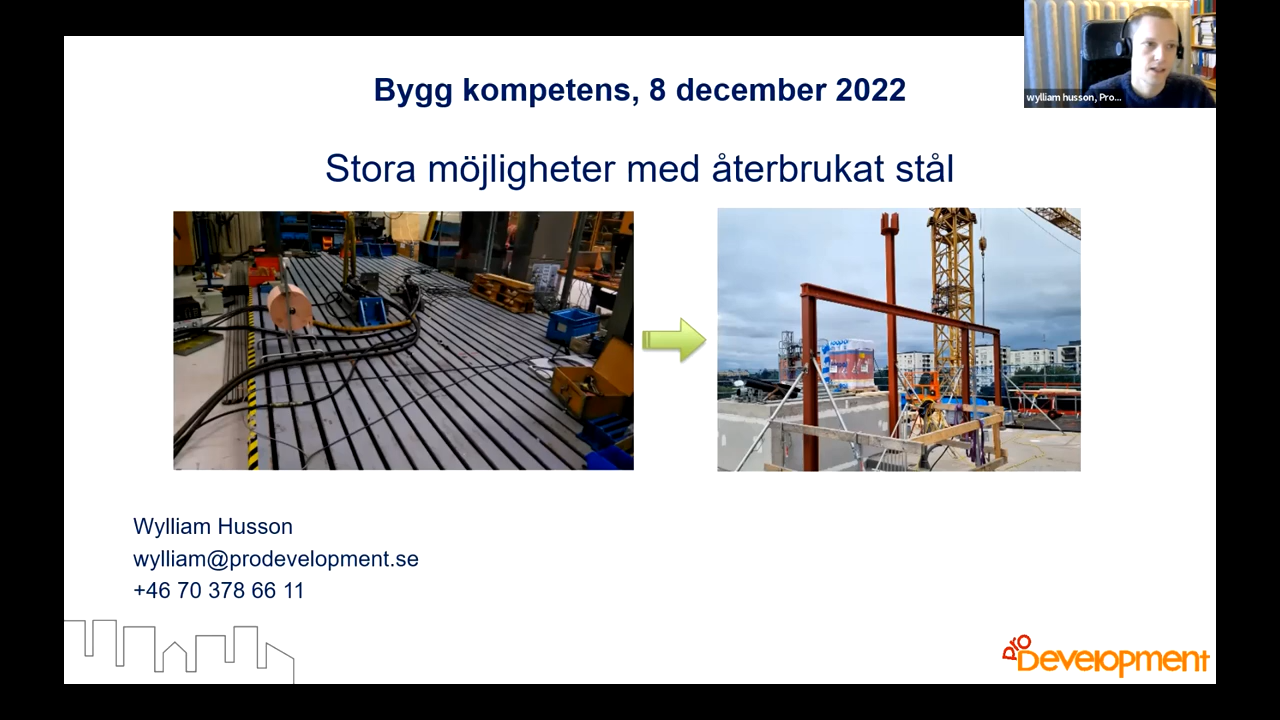 Bygg kompetens, 8 december 2022
wylliam husson, Pro...
Stora möjligheter med återbrukat stål
Wylliam Husson
wylliam@prodevelopment.se
+46 70 378 66 11
pro
Development